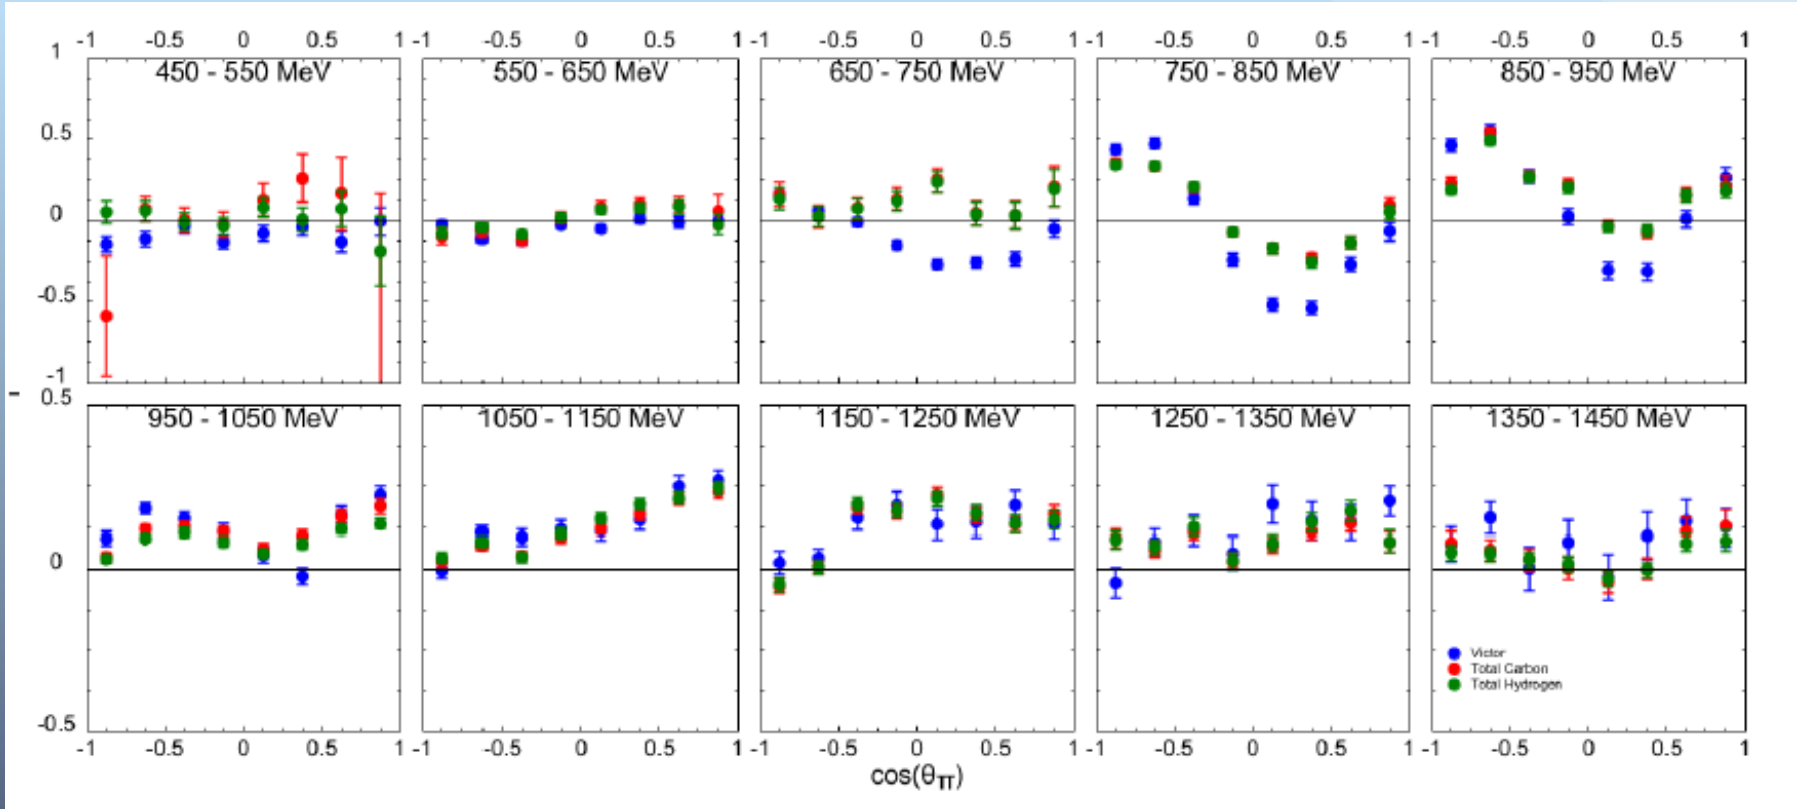 -1 -0.5 0 0.5 1 -1 -0.5 0 0.5 1 -1 -0.5 0 0.5 1 -1 -0.5 0 0.5 1 -1 -0.5 0 0.5 1
1
450 - 550 MeV 550 - 650 MeV 650 - 750 MeV 750 - 850 MeV 850 - 950 MeV
0.5
0
-0.5
-1
0.5
950 - 1050 MeV 1050 - 1150 MeV 1150 - 1250 MeV 1250 - 1350 MeV 1350 - 1450 MeV
0
Victor
Total Carbon
Total Hydrogen
-0.5
-1 -0.5 0 0.5 1 -1 -0.5 0 0.5 1 -1 -0.5 0 0.5 1 -1 -0.5 0 0.5 1 -1 -0.5 0 0.5 1
cos(θπ)